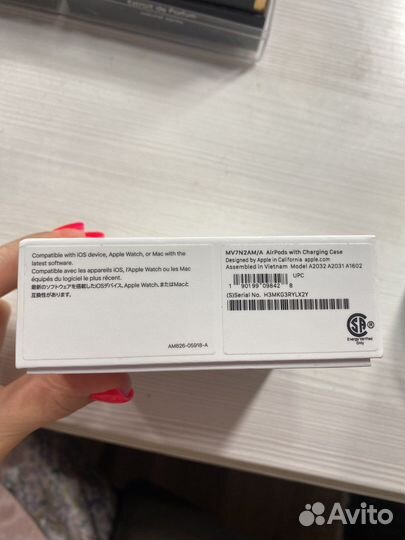 Extrait de Parfum
Compatible with iOS device, Apple Watch, or Mac with the
latest software.
Compatible avec les appareils iOS, l'Apple Watch ou les Mac
équipés du logiciel le plus récent.
最新のソフトウェアを搭載したiOSデバイス、Apple Watch、またはMacと
互換性があります。
AM826-05918-A
MV7N2AM/A AirPods with Charging Case
Designed by Apple in California apple.com
Assembled in Vietnam Model A2032 A2031 A1602
UPC
1 90199 09842 8
(S)Serial No. H3MKG3RYLX2Y
Energy Verified
Only
Avito